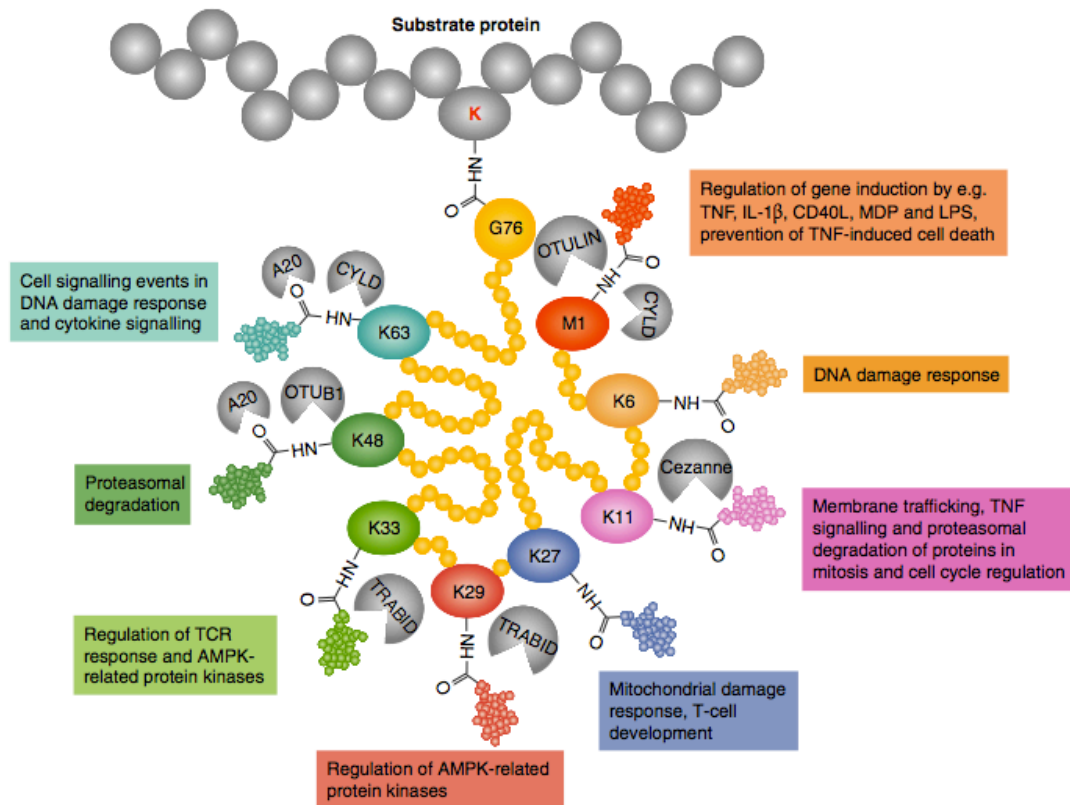 Substrate protein
K
NH
O
G76
Regulation of gene induction by e.g.
TNF, IL-1β, CD40L, MDP and LPS,
prevention of TNF-induced cell death
OTULIN
O
NH
CYLD
M1
Cell signalling events in
DNA damage response
and cytokine signalling
A20
CYLD
O
HN
K63
K6
NH
O
DNA damage response
A20
OTUB1
O
HN
K48
Proteasomal
degradation
Cezanne
K11
NH
O
Membrane trafficking, TNF
signalling and proteasomal
degradation of proteins in
mitosis and cell cycle regulation
K33
HN
O
TRABID
K27
NH
O
K29
NH
O
TRABID
Regulation of TCR
response and AMPK-
related protein kinases
Mitochondrial damage
response, T-cell
development
Regulation of AMPK-related
protein kinases